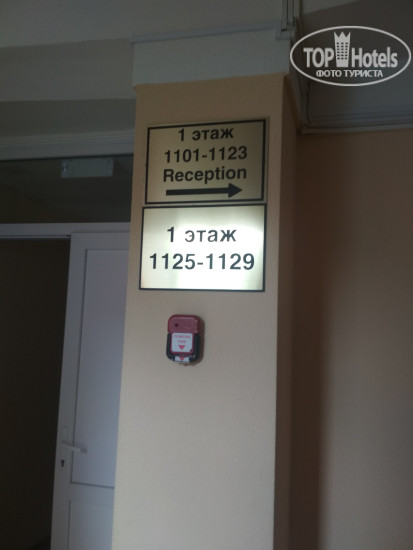 TOP Hotels
ФОТО ТУРИСТА
1 этаж
1101-1123
Reception
1 этаж
1125-1129